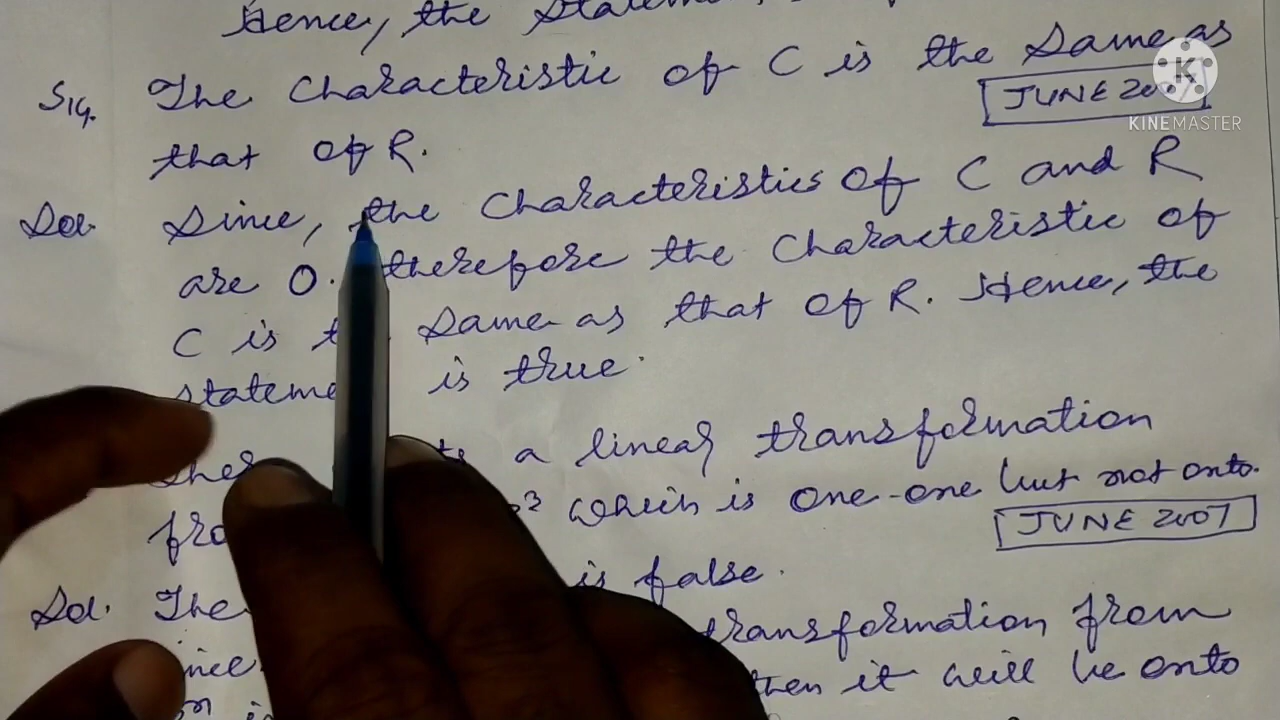 Hence, the
S14. The Characteristic of C is the Same as
JUNE 2007
KINEMASTER
that of R.
Sol. Since, the Characteristics of C and R
are 0. therefore the Characteristic of
C is the Same as that of R. Hence, the
statement is true.
a linear transformation
which is one-one but not onto.
JUNE 2007
is false.
Sol. The
transformation from
then it will be onto